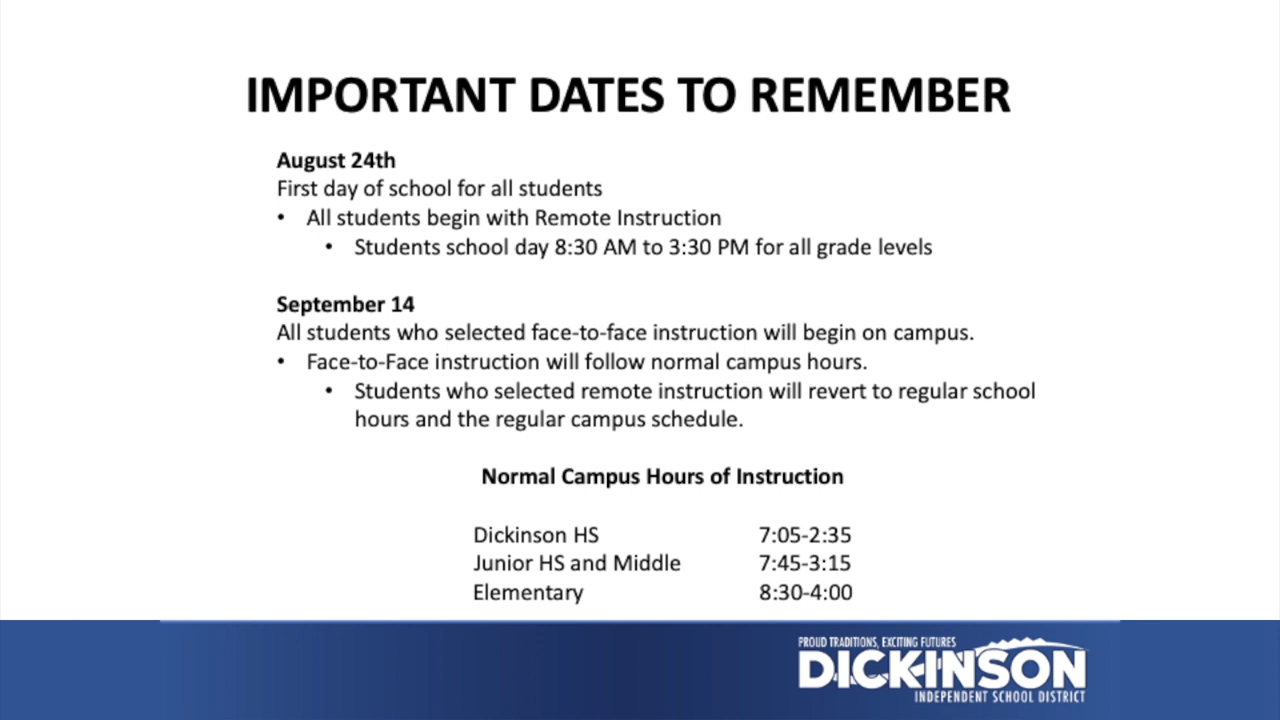 IMPORTANT DATES TO REMEMBER
August 24th
First day of school for all students
• All students begin with Remote Instruction
• Students school day 8:30 AM to 3:30 PM for all grade levels
September 14
All students who selected face-to-face instruction will begin on campus.
• Face-to-Face instruction will follow normal campus hours.
• Students who selected remote instruction will revert to regular school
hours and the regular campus schedule.
Normal Campus Hours of Instruction
Dickinson HS 7:05-2:35
Junior HS and Middle 7:45-3:15
Elementary 8:30-4:00
PROUD TRADITIONS, EXCITING FUTURES
DICKINSON
INDEPENDENT SCHOOL DISTRICT